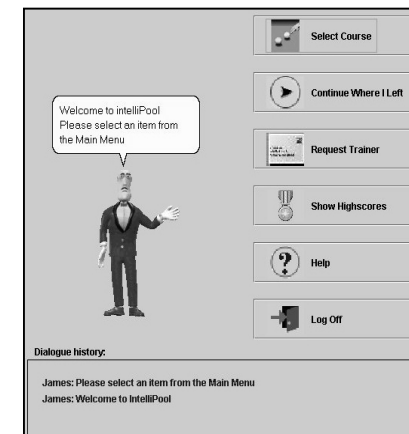 Select Course
Continue Where I Left
Welcome to intelliPool
Please select an item from
the Main Menu
Request Trainer
Show Highscores
Help
Log Off
Dialogue history:
James: Please select an item from the Main Menu
James: Welcome to IntelliPool